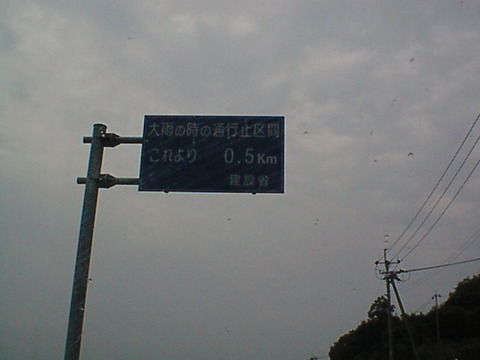 大雨の時の通行止区間
これより 0.5Km
建設省